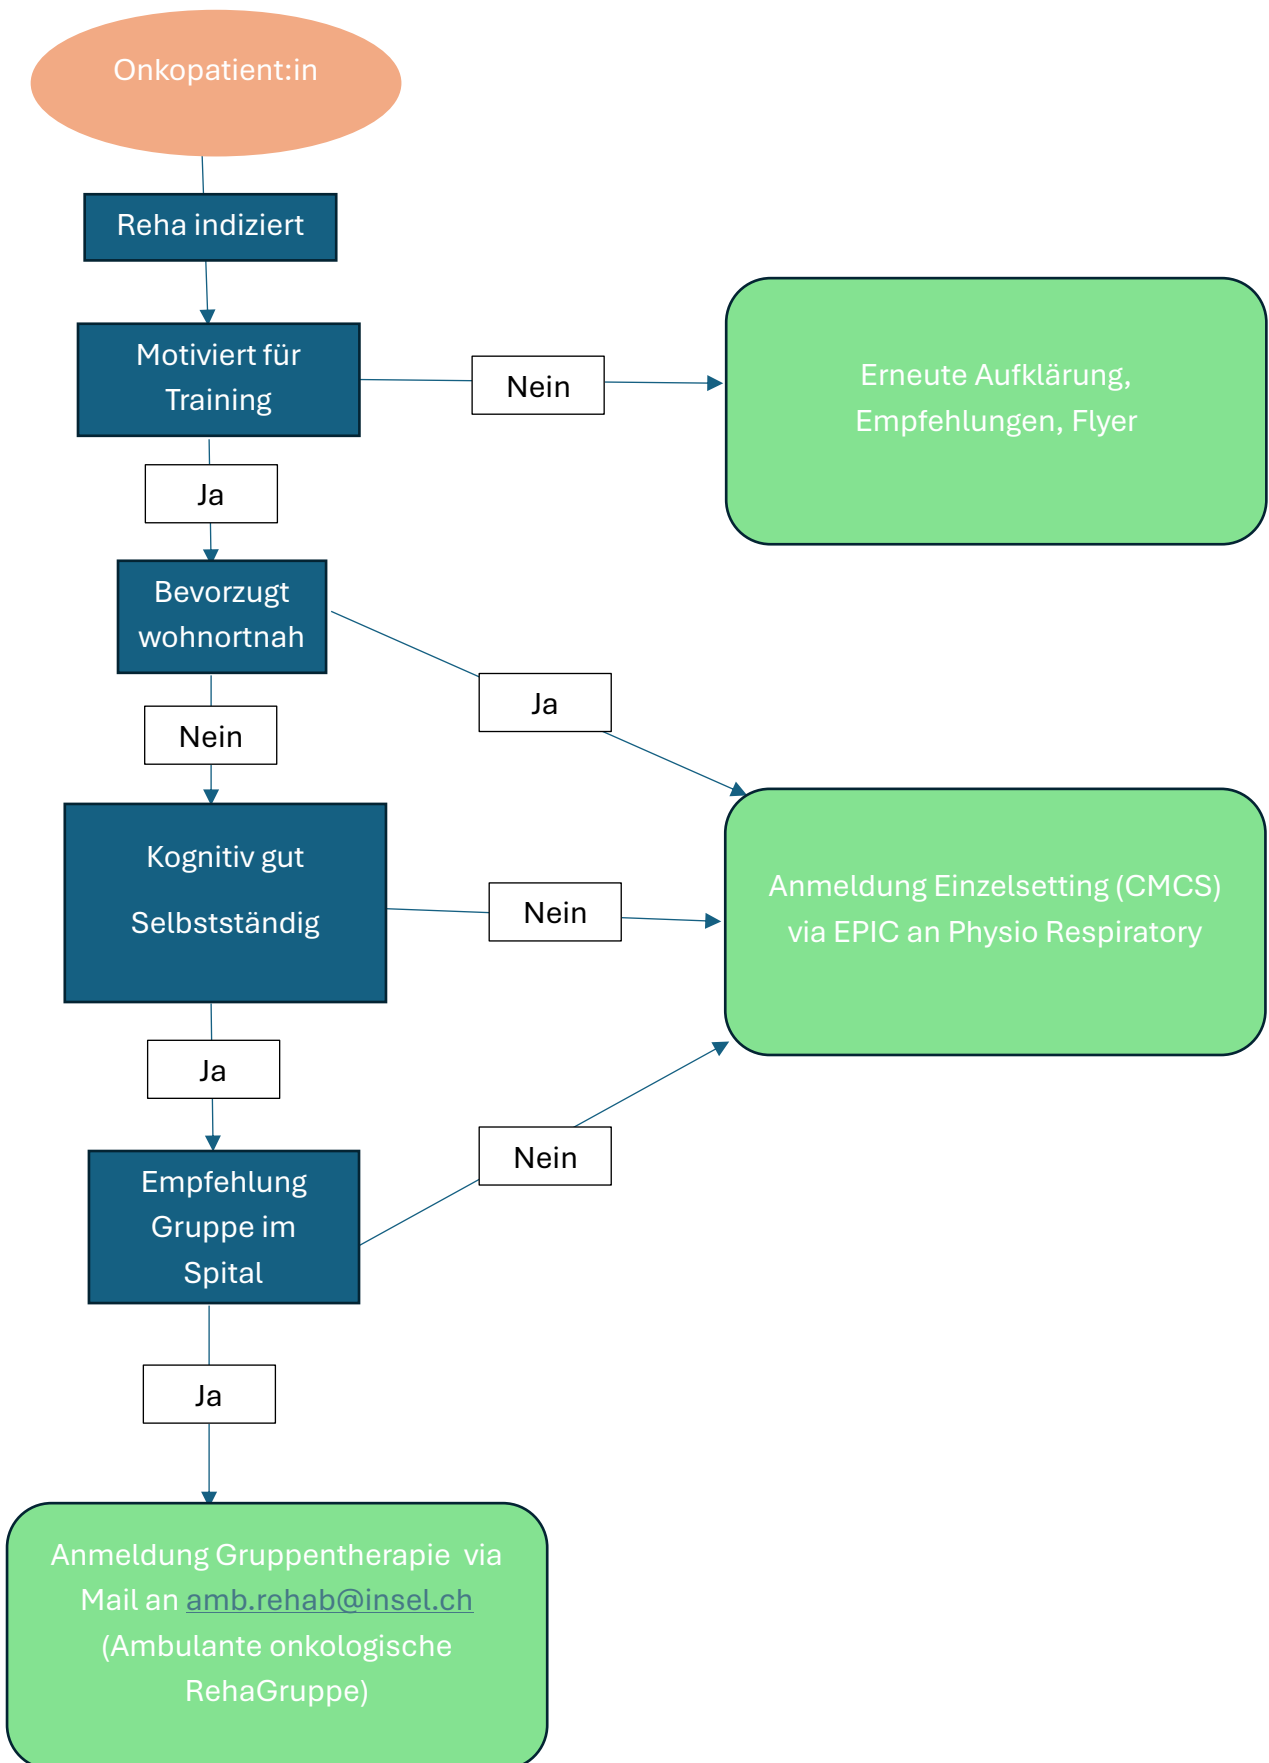 Onkopatient:in
Reha indiziert
Motiviert für
Training
Nein
Erneute Aufklärung,
Empfehlungen, Flyer
Ja
Bevorzugt
wohnortnah
Ja
Nein
Kognitiv gut
Selbstständig
Nein
Anmeldung Einzelsetting (CMCS)
via EPIC an Physio Respiratory
Ja
Empfehlung
Gruppe im
Spital
Nein
Ja
Anmeldung Gruppentherapie via
Mail an amb.rehab@insel.ch
(Ambulante onkologische
RehaGruppe)